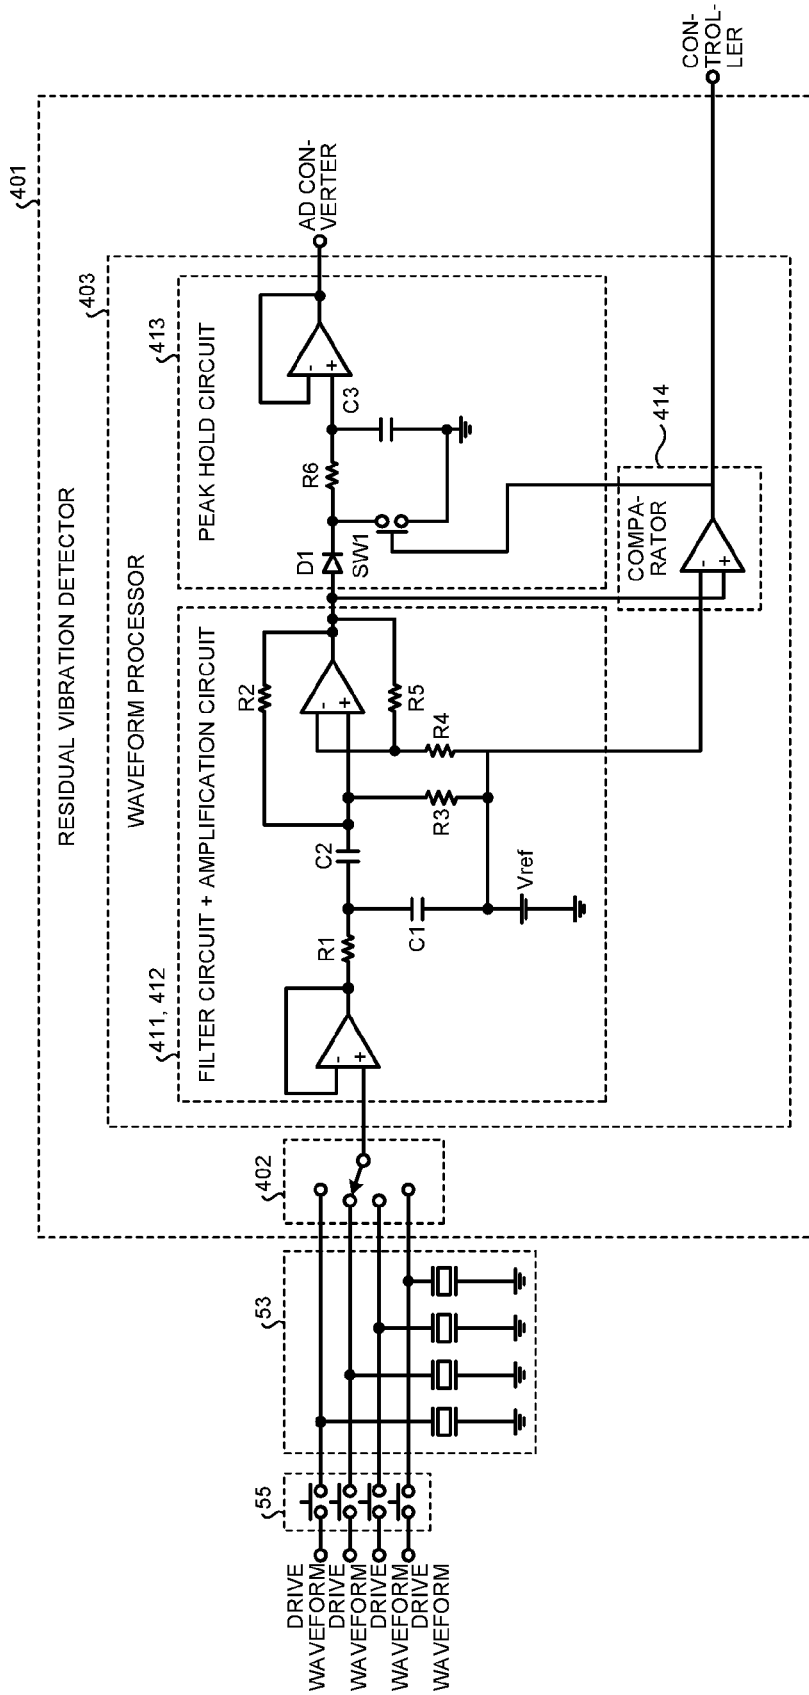 401
RESIDUAL VIBRATION DETECTOR
403
WAVEFORM PROCESSOR
411, 412
FILTER CIRCUIT + AMPLIFICATION CIRCUIT
413
PEAK HOLD CIRCUIT
55
53
402
DRIVE
WAVEFORM
DRIVE
WAVEFORM
DRIVE
WAVEFORM
DRIVE
WAVEFORM
-
+
R1
C1
C2
Vref
R2
-
+
R3
R4
R5
D1
SW1
R6
C3
-
+
AD CON-
VERTER
COMPA-
RATOR
414
-
+
CON-
TROL-
LER